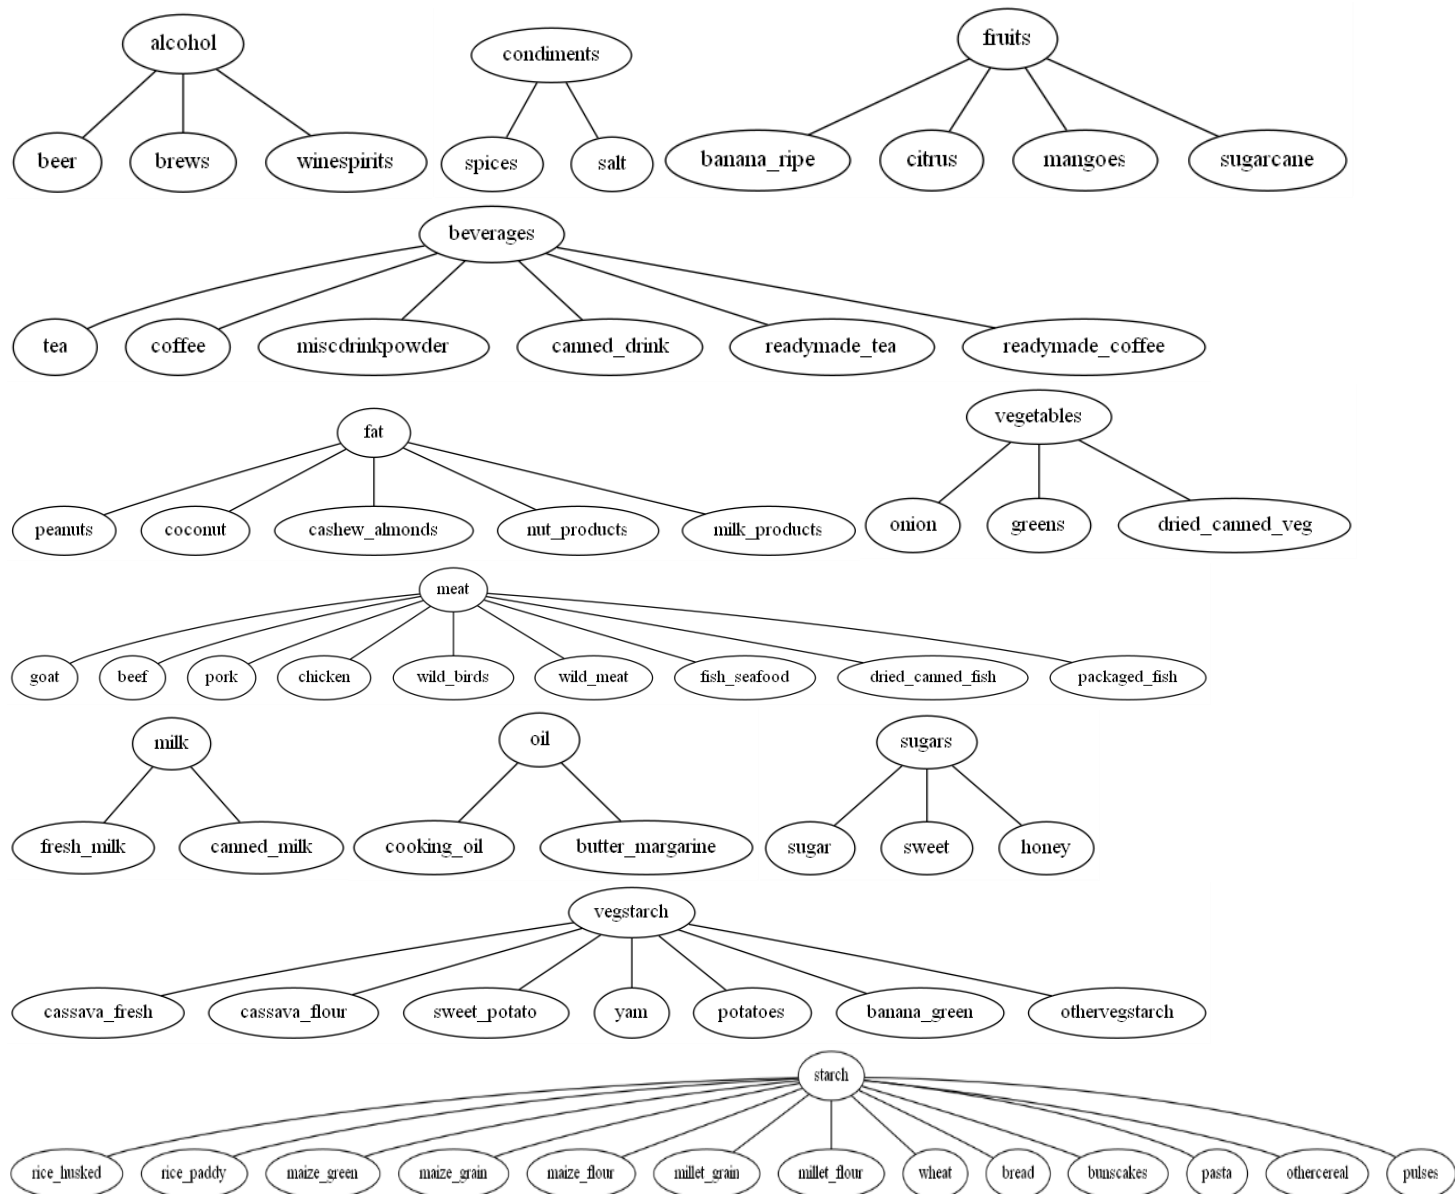 alcohol condiments fruits
beer brews winespirits spices salt banana_ripe citrus mangoes sugarcane
beverages
tea coffee miscdrinkpowder canned_drink readymade_tea readymade_coffee
fat vegetables
peanuts coconut cashew_almonds nut_products milk_products onion greens dried_canned_veg
meat
goat beef pork chicken wild_birds wild_meat fish_seafood dried_canned_fish packaged_fish
milk oil sugars
fresh_milk canned_milk cooking_oil butter_margarine sugar sweet honey
vegstarch
cassava_fresh cassava_flour sweet_potato yam potatoes banana_green othervegstarch
starch
rice_husked rice_paddy maize_green maize_grain maize_flour millet_grain millet_flour wheat bread bunscakes pasta othercereal pulses